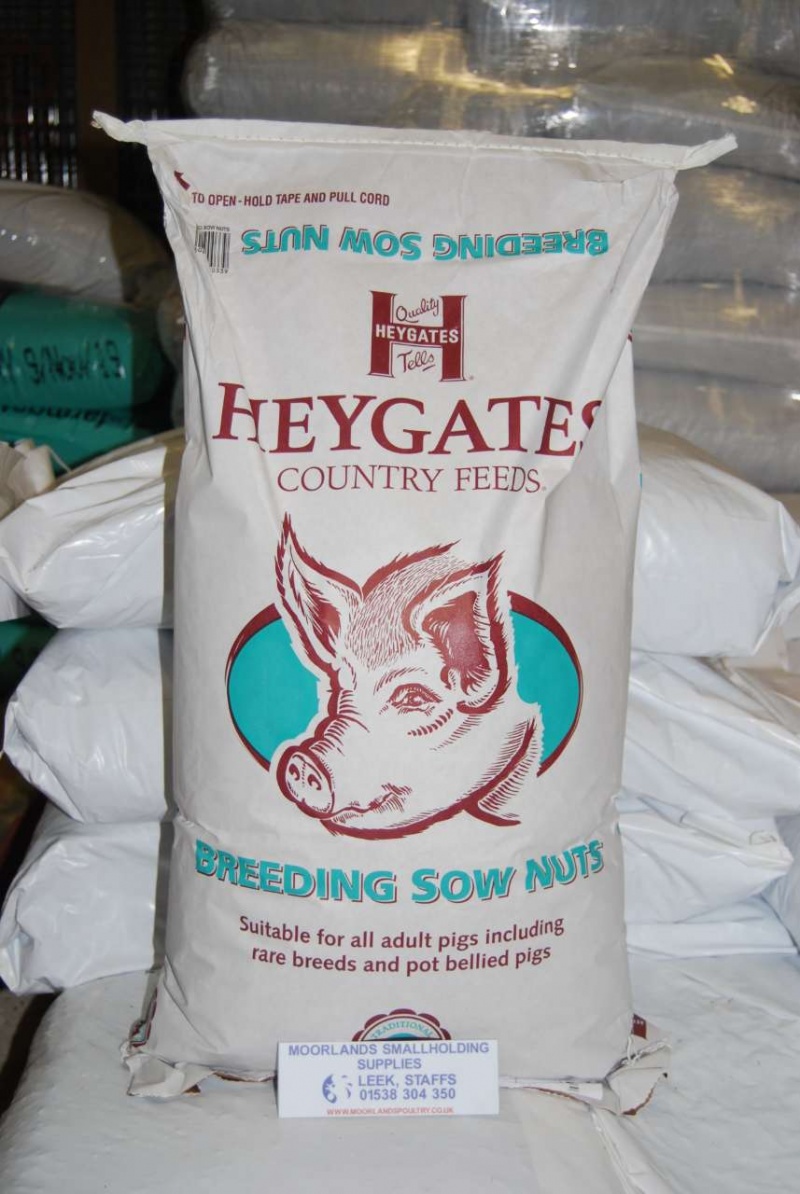 TO OPEN - HOLD TAPE AND PULL CORD
BREEDING SOW NUTS
Quality
HEYGATES
Tells
HEYGATES
COUNTRY FEEDS
BREEDING SOW NUTS
Suitable for all adult pigs including
rare breeds and pot bellied pigs
TRADITIONAL
MOORLANDS SMALLHOLDING
SUPPLIES
LEEK, STAFFS
01538 304 350
WWW.MOORLANDSPOULTRY.CO.UK